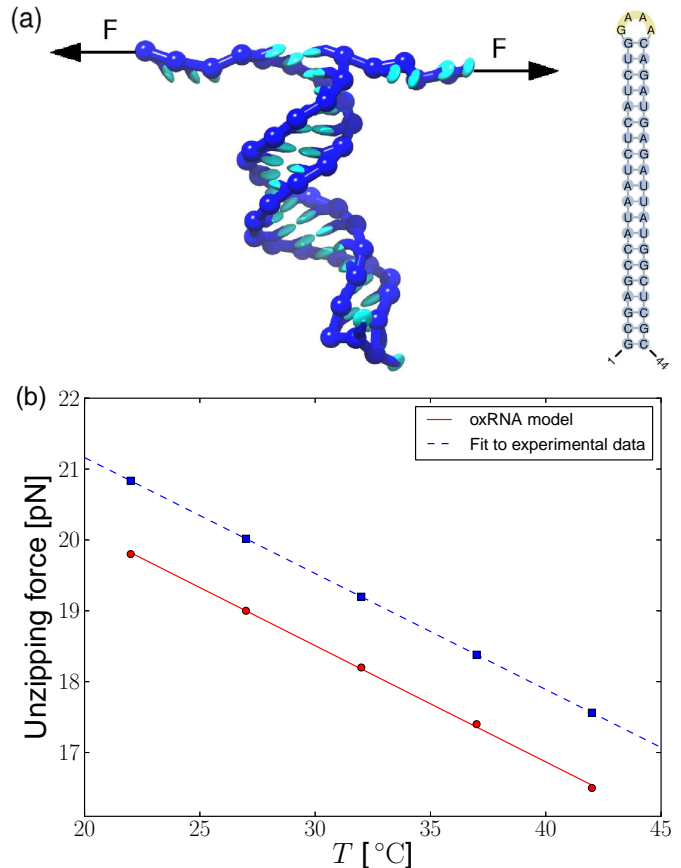 (a)
F
F
A A
G A
G C
U A
C G
U A
A U
C G
U A
C G
U A
A U
A U
U A
A U
C G
C G
G C
A U
G C
C G
G C
1 44
(b)
oxRNA model
Fit to experimental data
Unzipping force [pN]
22
21
20
19
18
17
20 25 30 35 40 45
T [°C]